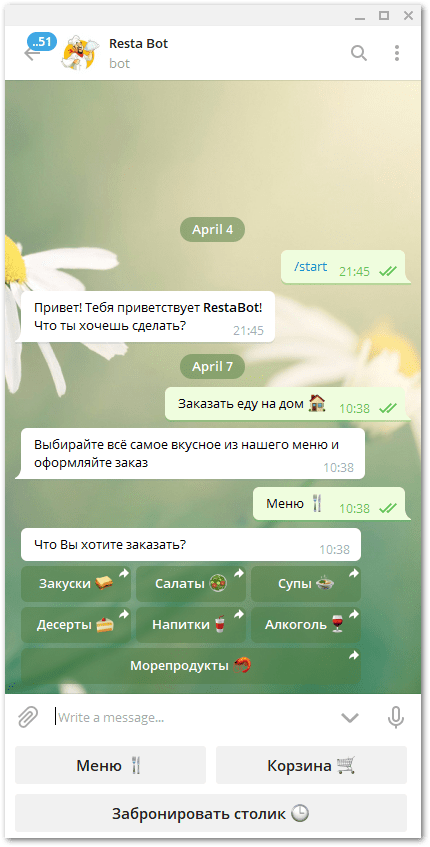 ..51
Resta Bot
bot
April 4
/start 21:45
Привет! Тебя приветствует RestaBot!
Что ты хочешь сделать?
21:45
April 7
Заказать еду на дом 🏠 10:38
Выбирайте всё самое вкусное из нашего меню и
оформляйте заказ
10:38
Меню 🍴 10:38
Что Вы хотите заказать?
10:38
Закуски Салаты Супы
Десерты Напитки Алкоголь
Морепродукты
Write a message...
Меню 🍴 Корзина 🛒
Забронировать столик 🕒